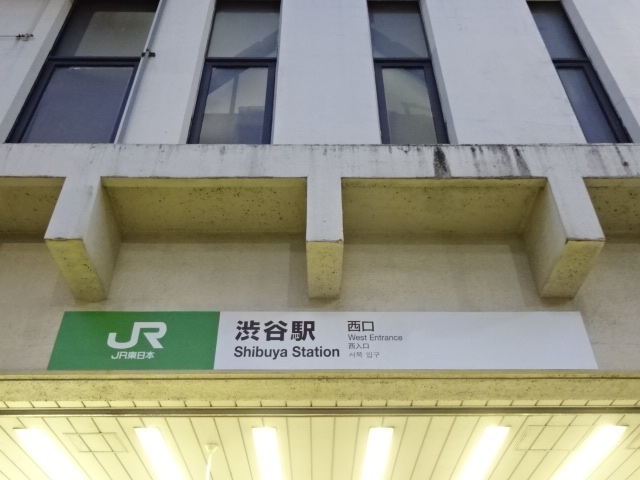 JR
JR東日本
渋谷駅
Shibuya Station
西口
West Entrance
西入口
서쪽 입구